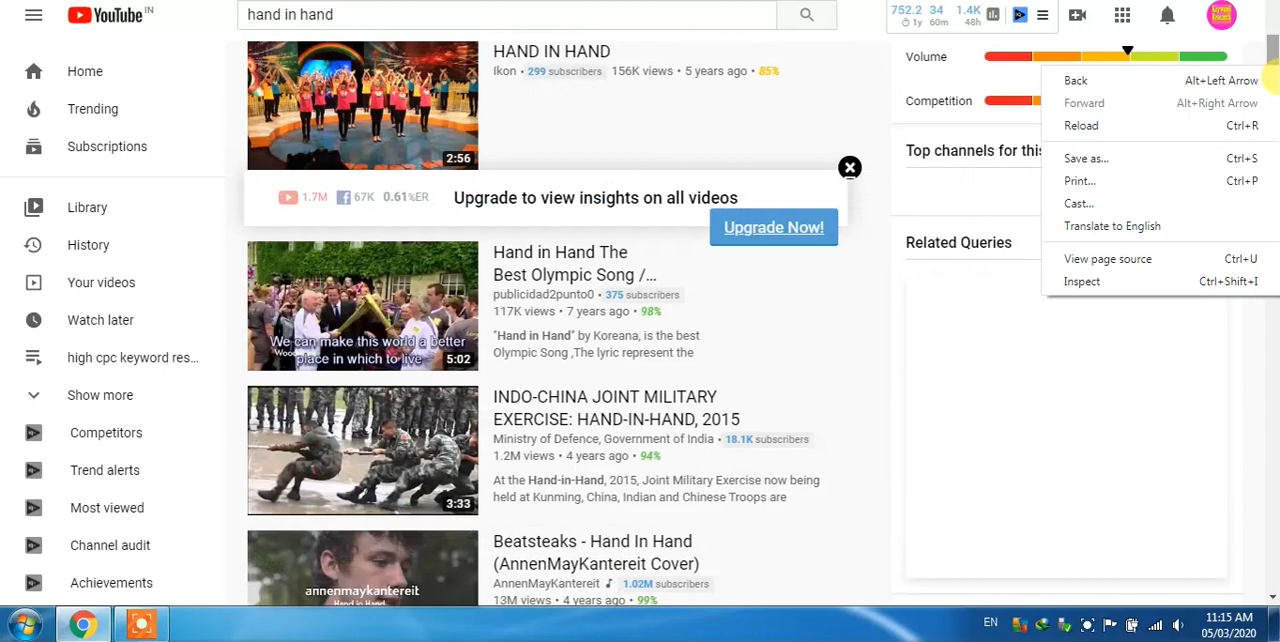 YouTube IN
hand in hand
752.2 34 1.4K
1y 60m 48h
Home
Trending
Subscriptions
Library
History
Your videos
Watch later
high cpc keyword res...
Show more
Competitors
Trend alerts
Most viewed
Channel audit
Achievements
HAND IN HAND
Ikon • 299 subscribers 156K views • 5 years ago • 85%
2:56
1.7M 67K 0.61%ER Upgrade to view insights on all videos
Upgrade Now!
Hand in Hand The
Best Olympic Song /...
publicidad2punto0 • 375 subscribers
117K views • 7 years ago • 98%
"Hand in Hand" by Koreana, is the best
Olympic Song ,The lyric represent the
We can make this world a better
place in which to live
5:02
INDO-CHINA JOINT MILITARY
EXERCISE: HAND-IN-HAND, 2015
Ministry of Defence, Government of India • 18.1K subscribers
1.2M views • 4 years ago • 94%
At the Hand-in-Hand, 2015, Joint Military Exercise now being
held at Kunming, China, Indian and Chinese Troops are
3:33
Beatsteaks - Hand In Hand
(AnnenMayKantereit Cover)
AnnenMayKantereit 1.02M subscribers
13M views • 4 years ago • 99%
annenmaykantereit
Hand in Hand
Volume
Competition
Top channels for this
Related Queries
Back Alt+Left Arrow
Forward Alt+Right Arrow
Reload Ctrl+R
Save as... Ctrl+S
Print... Ctrl+P
Cast...
Translate to English
View page source Ctrl+U
Inspect Ctrl+Shift+I
EN
11:15 AM
05/03/2020